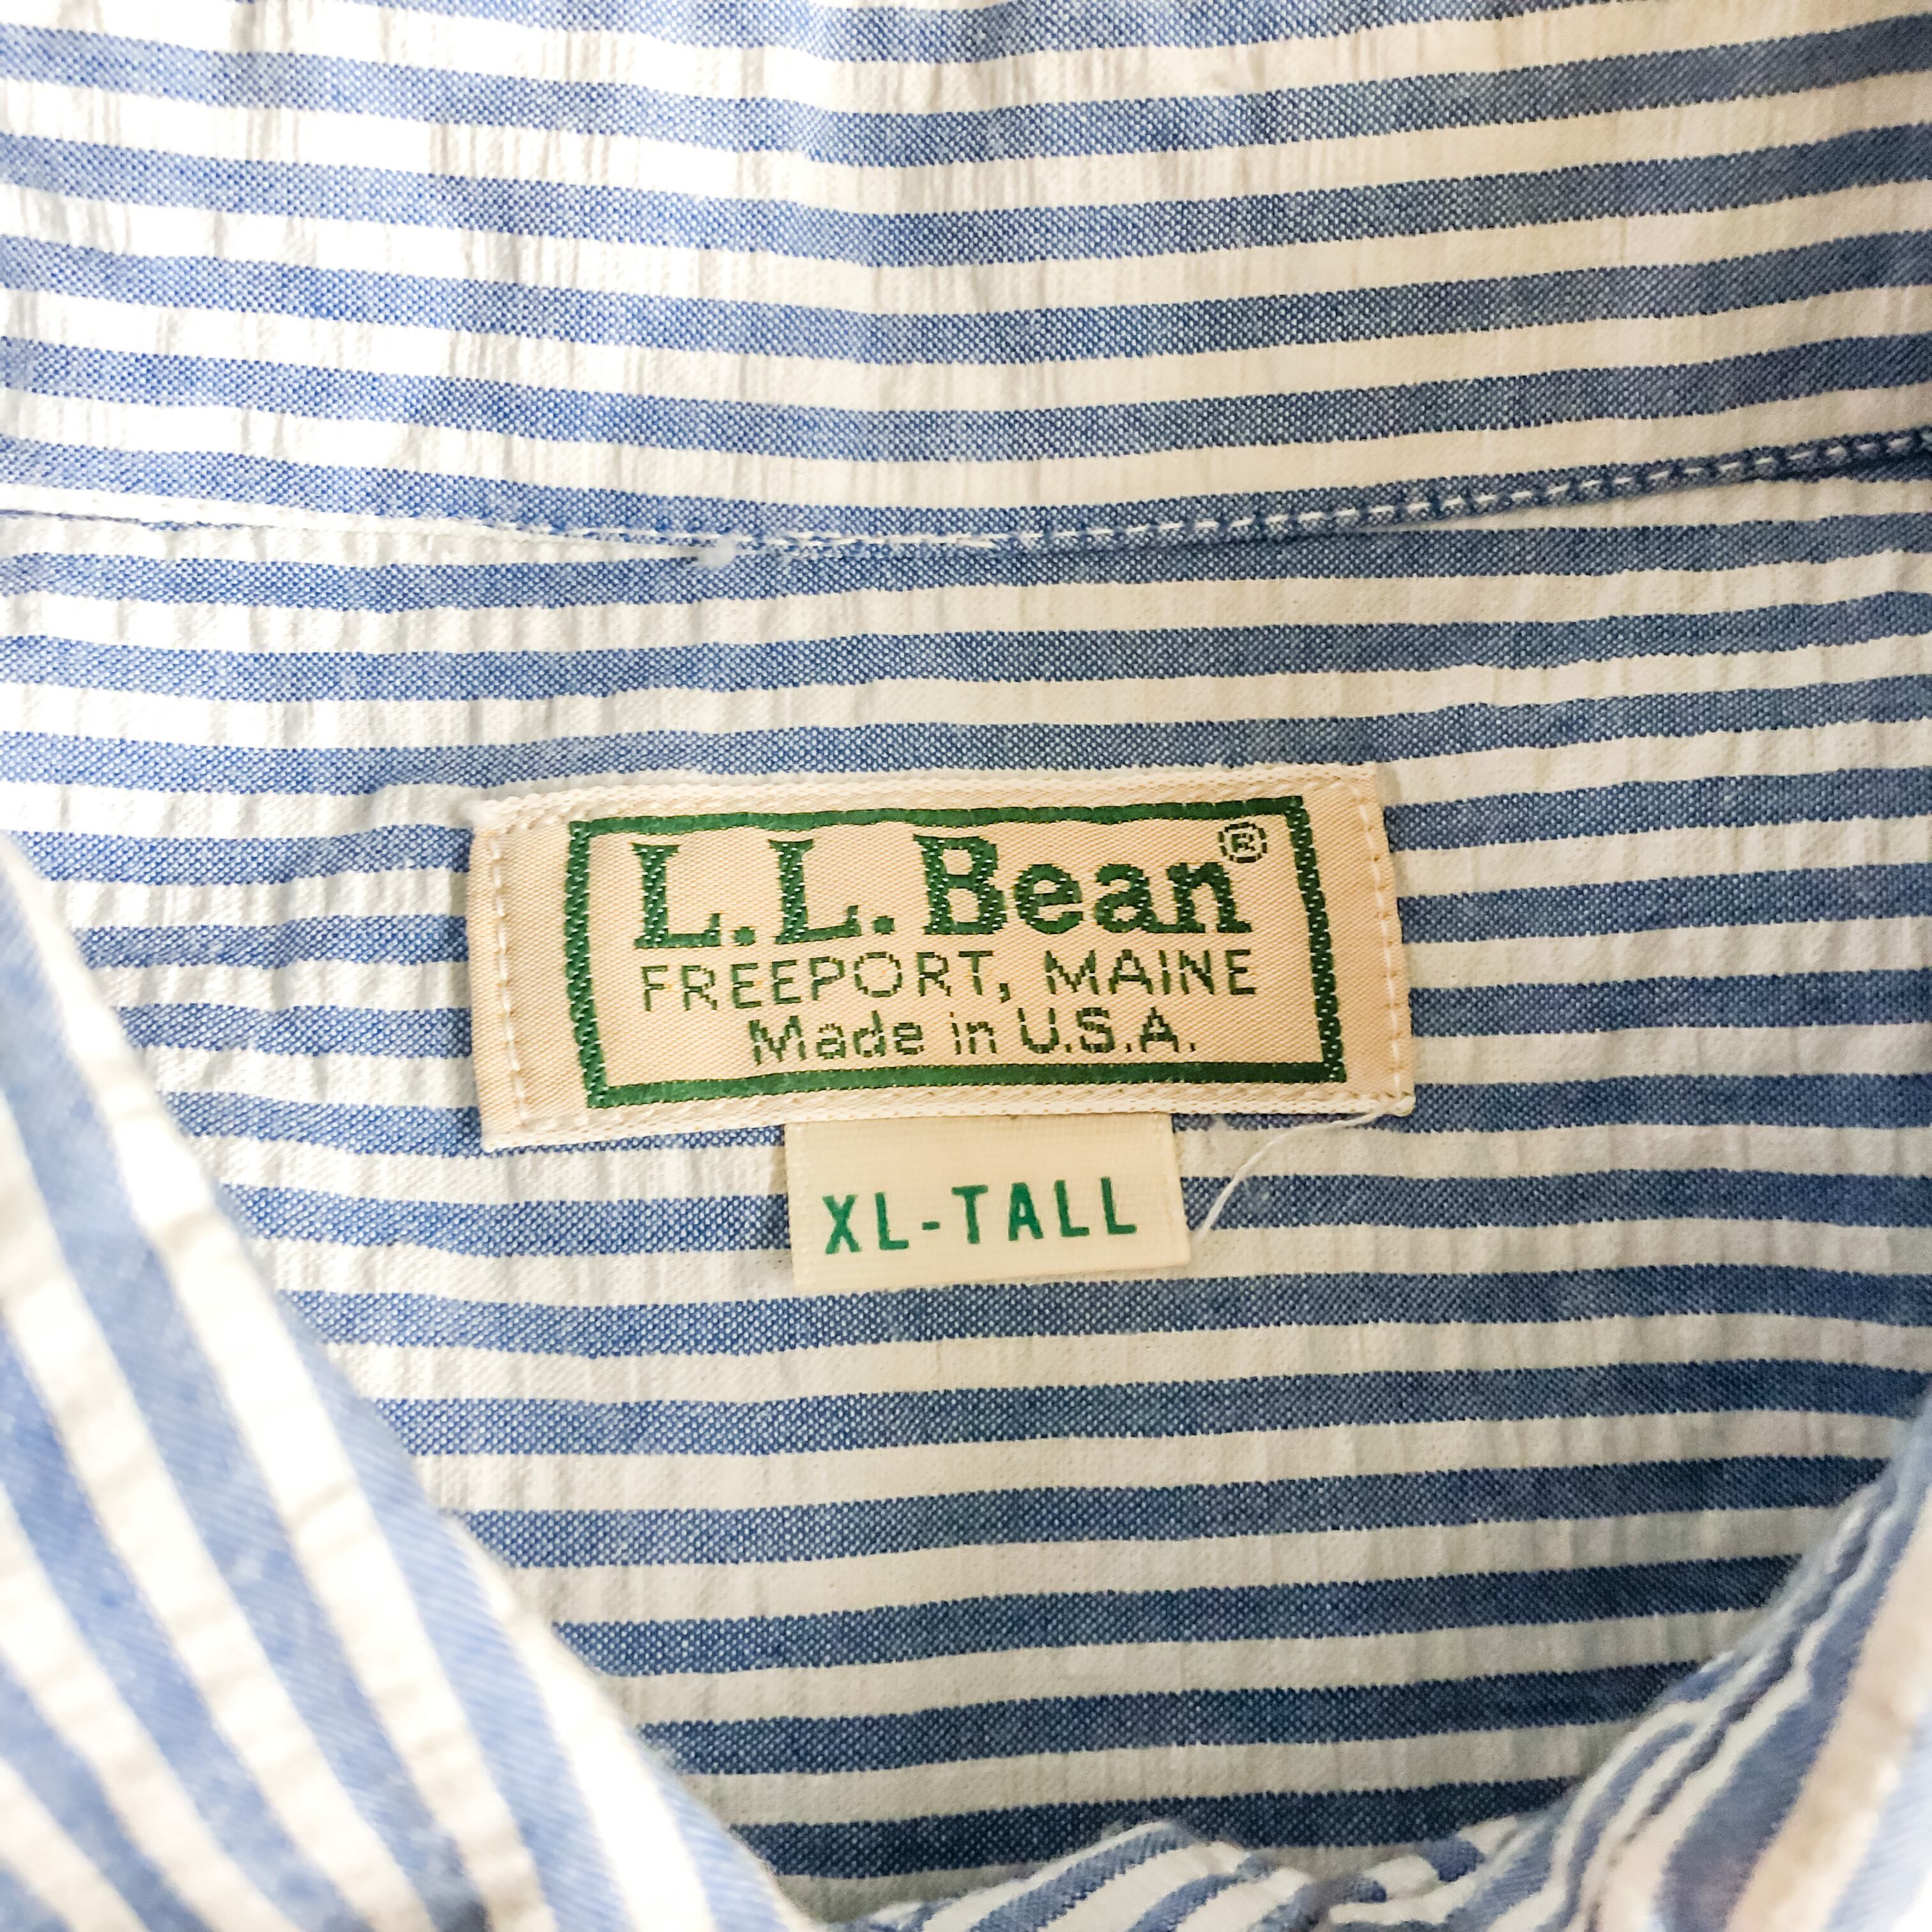 L.L.Bean®
FREEPORT, MAINE
Made in U.S.A.
XL-TALL